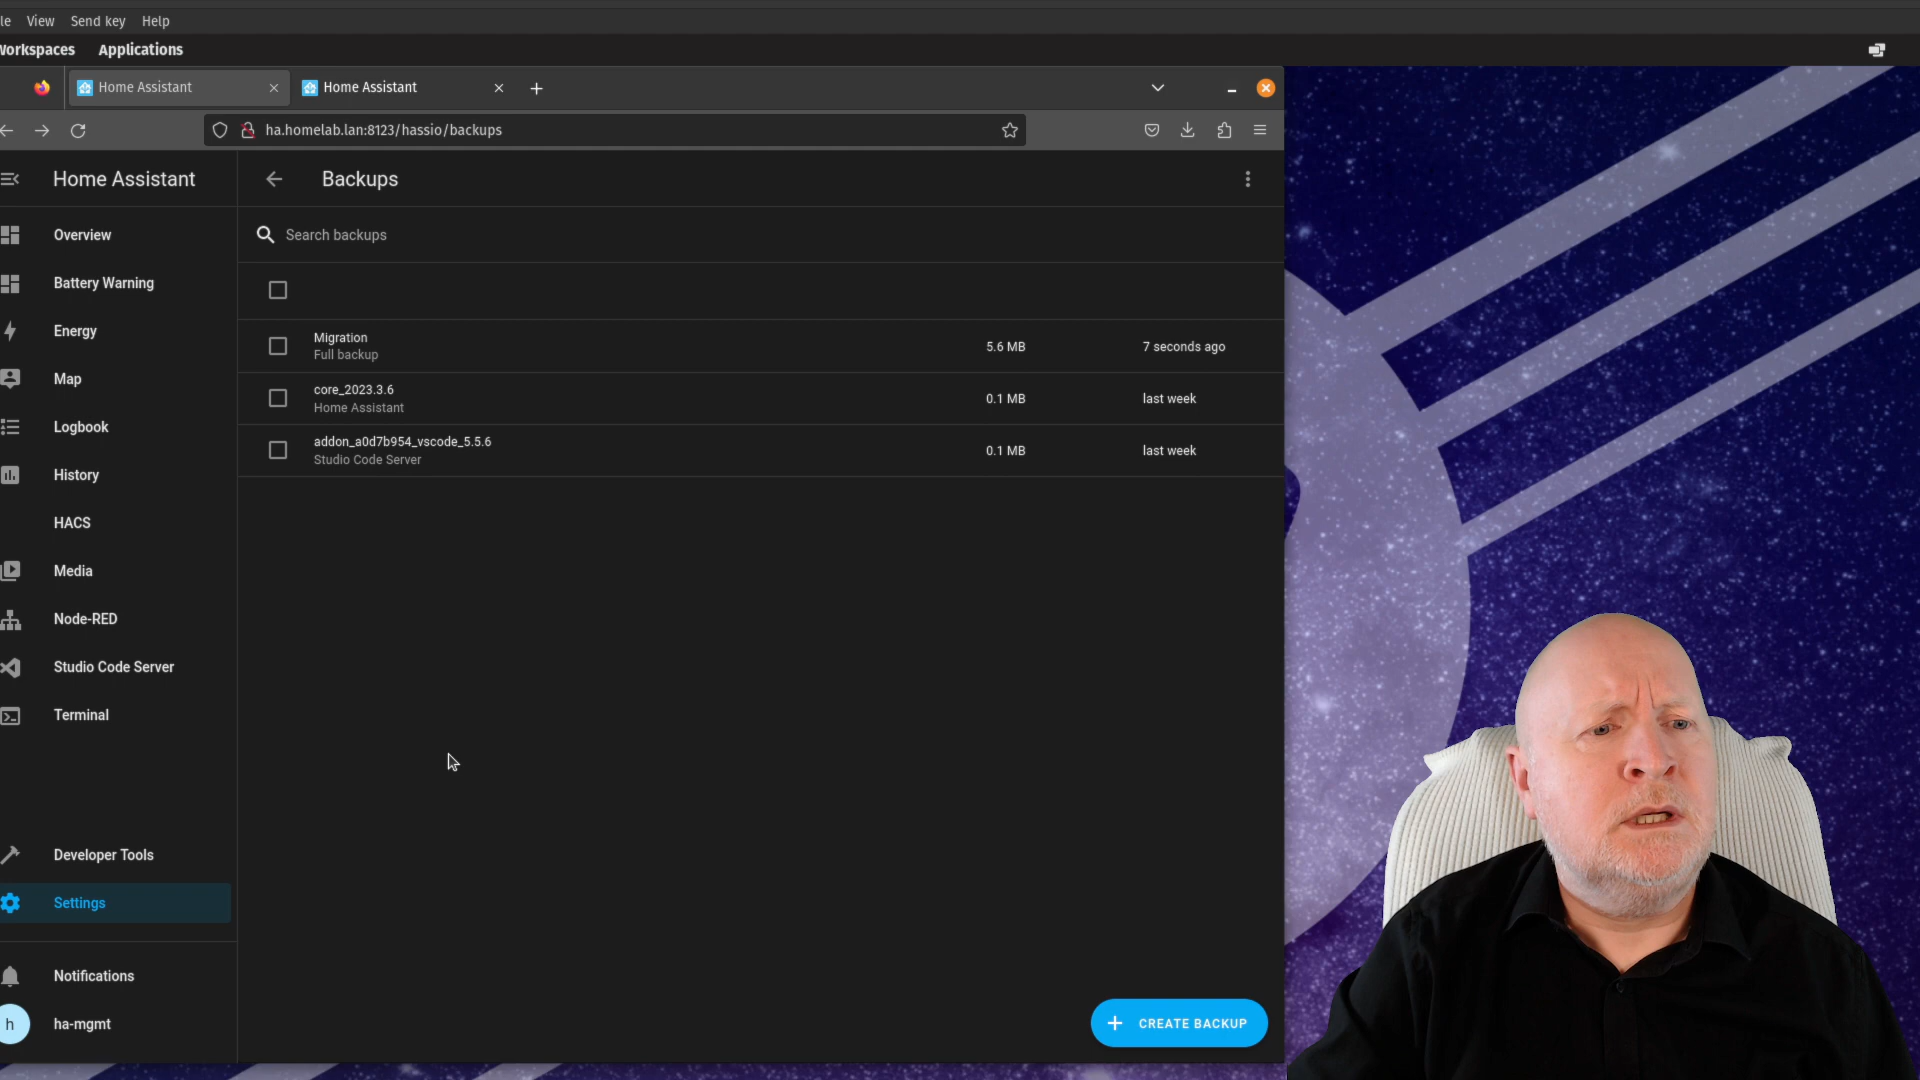 le View Send key Help
Workspaces Applications
Home Assistant
Home Assistant
ha.homelab.lan:8123/hassio/backups
Home Assistant
Backups
Overview
Battery Warning
Energy
Map
Logbook
History
HACS
Media
Node-RED
Studio Code Server
Terminal
Developer Tools
Settings
Notifications
h ha-mgmt
Search backups
Migration
Full backup
5.6 MB
7 seconds ago
core_2023.3.6
Home Assistant
0.1 MB
last week
addon_a0d7b954_vscode_5.5.6
Studio Code Server
0.1 MB
last week
CREATE BACKUP